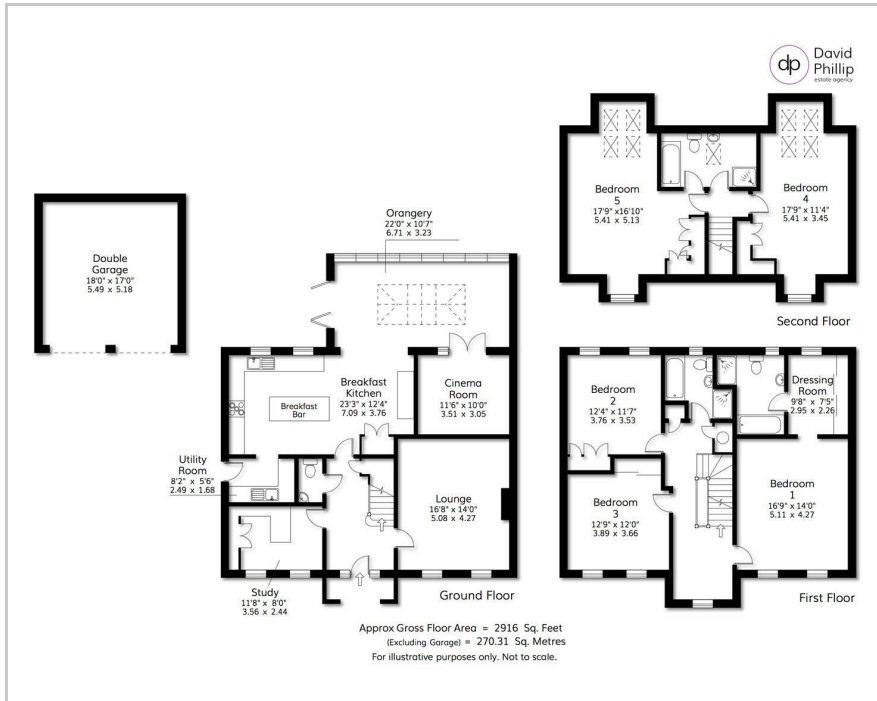 dp
David
Phillip
estate agency
Double
Garage
18'0" x 17'0"
5.49 x 5.18
Orangery
22'0" x 10'7"
6.71 x 3.23
Breakfast
Kitchen
23'3" x 12'4"
7.09 x 3.76
Breakfast
Bar
Cinema
Room
11'6" x 10'0"
3.51 x 3.05
Utility
Room
8'2" x 5'6"
2.49 x 1.68
Lounge
16'8" x 14'0"
5.08 x 4.27
Study
11'8" x 8'0"
3.56 x 2.44
Ground Floor
Bedroom
5
17'9" x16'10"
5.41 x 5.13
Bedroom
4
17'9" x 11'4"
5.41 x 3.45
Second Floor
Bedroom
2
12'4" x 11'7"
3.76 x 3.53
Dressing
Room
9'8" x 7'5"
2.95 x 2.26
Bedroom
3
12'9" x 12'0"
3.89 x 3.66
Bedroom
1
16'9" x 14'0"
5.11 x 4.27
First Floor
Approx Gross Floor Area = 2916 Sq. Feet
(Excluding Garage) = 270.31 Sq. Metres
For illustrative purposes only. Not to scale.